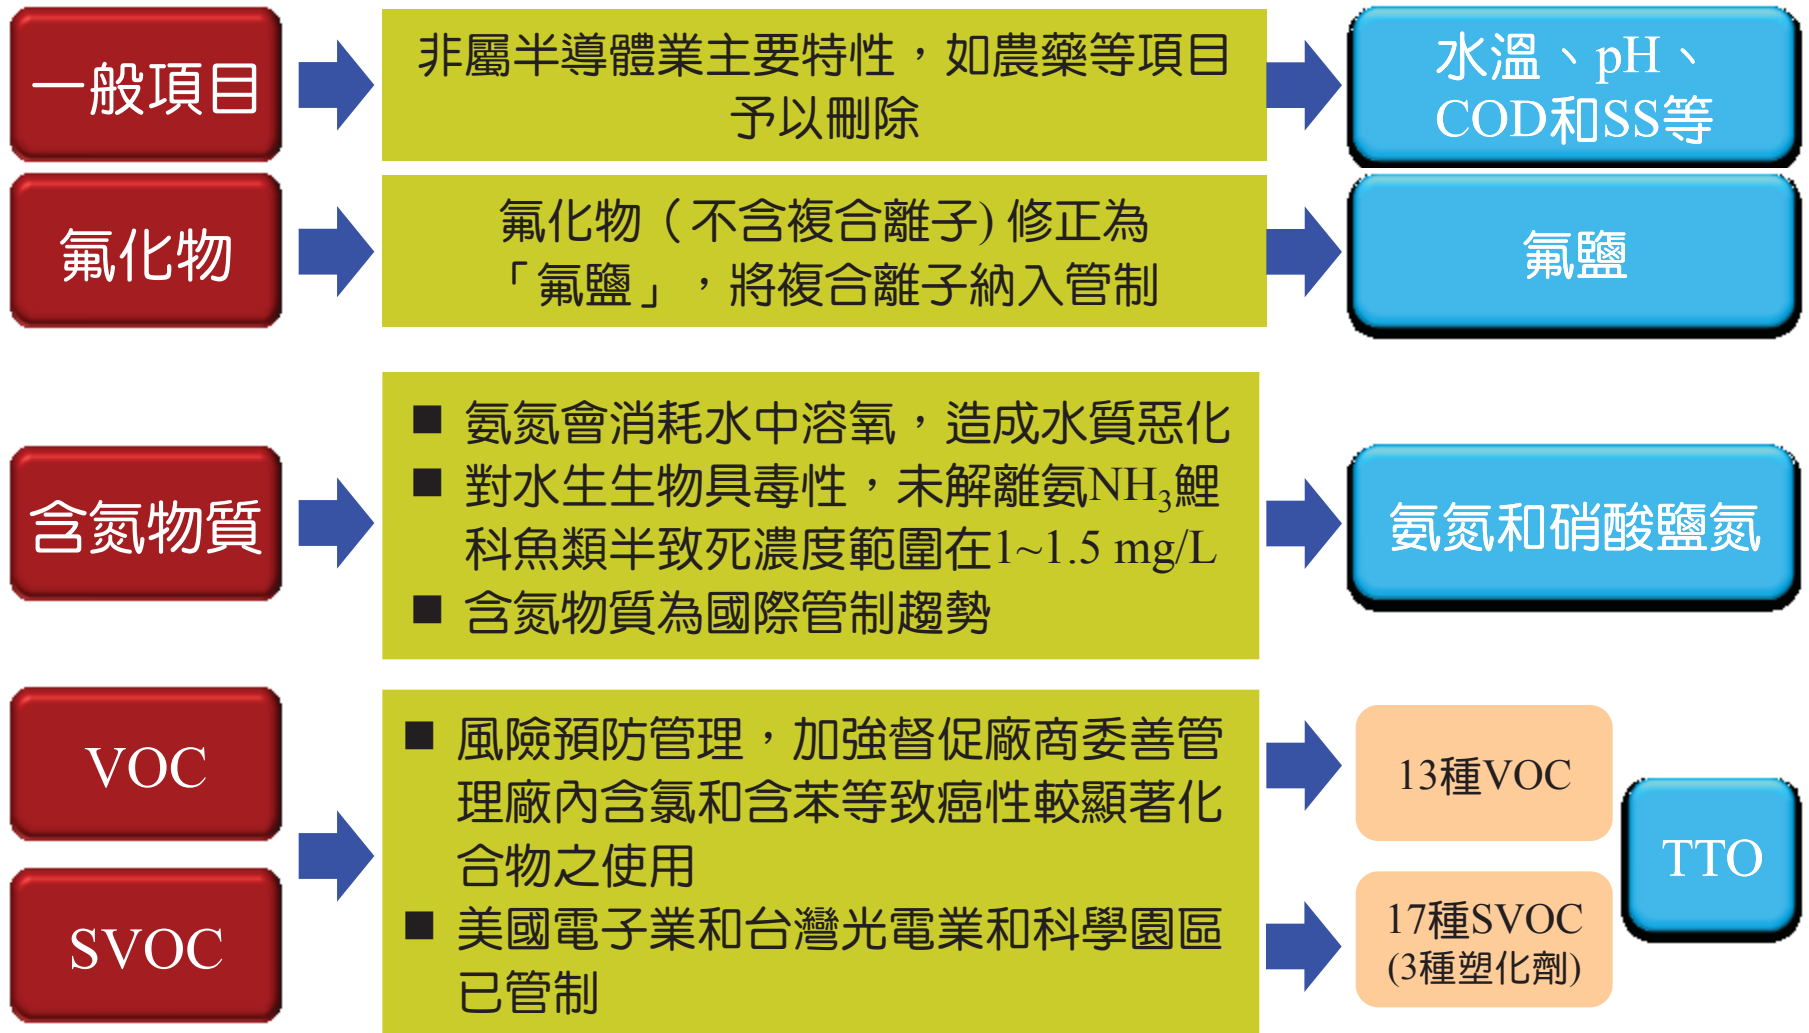 一般項目
非屬半導體業主要特性，如農藥等項目
予以刪除
水溫、pH、
COD和SS等
氟化物
氟化物（不含複合離子) 修正為
「氟鹽」，將複合離子納入管制
氟鹽
含氮物質
■ 氨氮會消耗水中溶氧，造成水質惡化
■ 對水生生物具毒性，未解離氨NH₃鯉
科魚類半致死濃度範圍在1~1.5 mg/L
■ 含氮物質為國際管制趨勢
氨氮和硝酸鹽氮
VOC
SVOC
■ 風險預防管理，加強督促廠商委善管
理廠內含氯和含苯等致癌性較顯著化
合物之使用
■ 美國電子業和台灣光電業和科學園區
已管制
13種VOC
17種SVOC
(3種塑化劑)
TTO